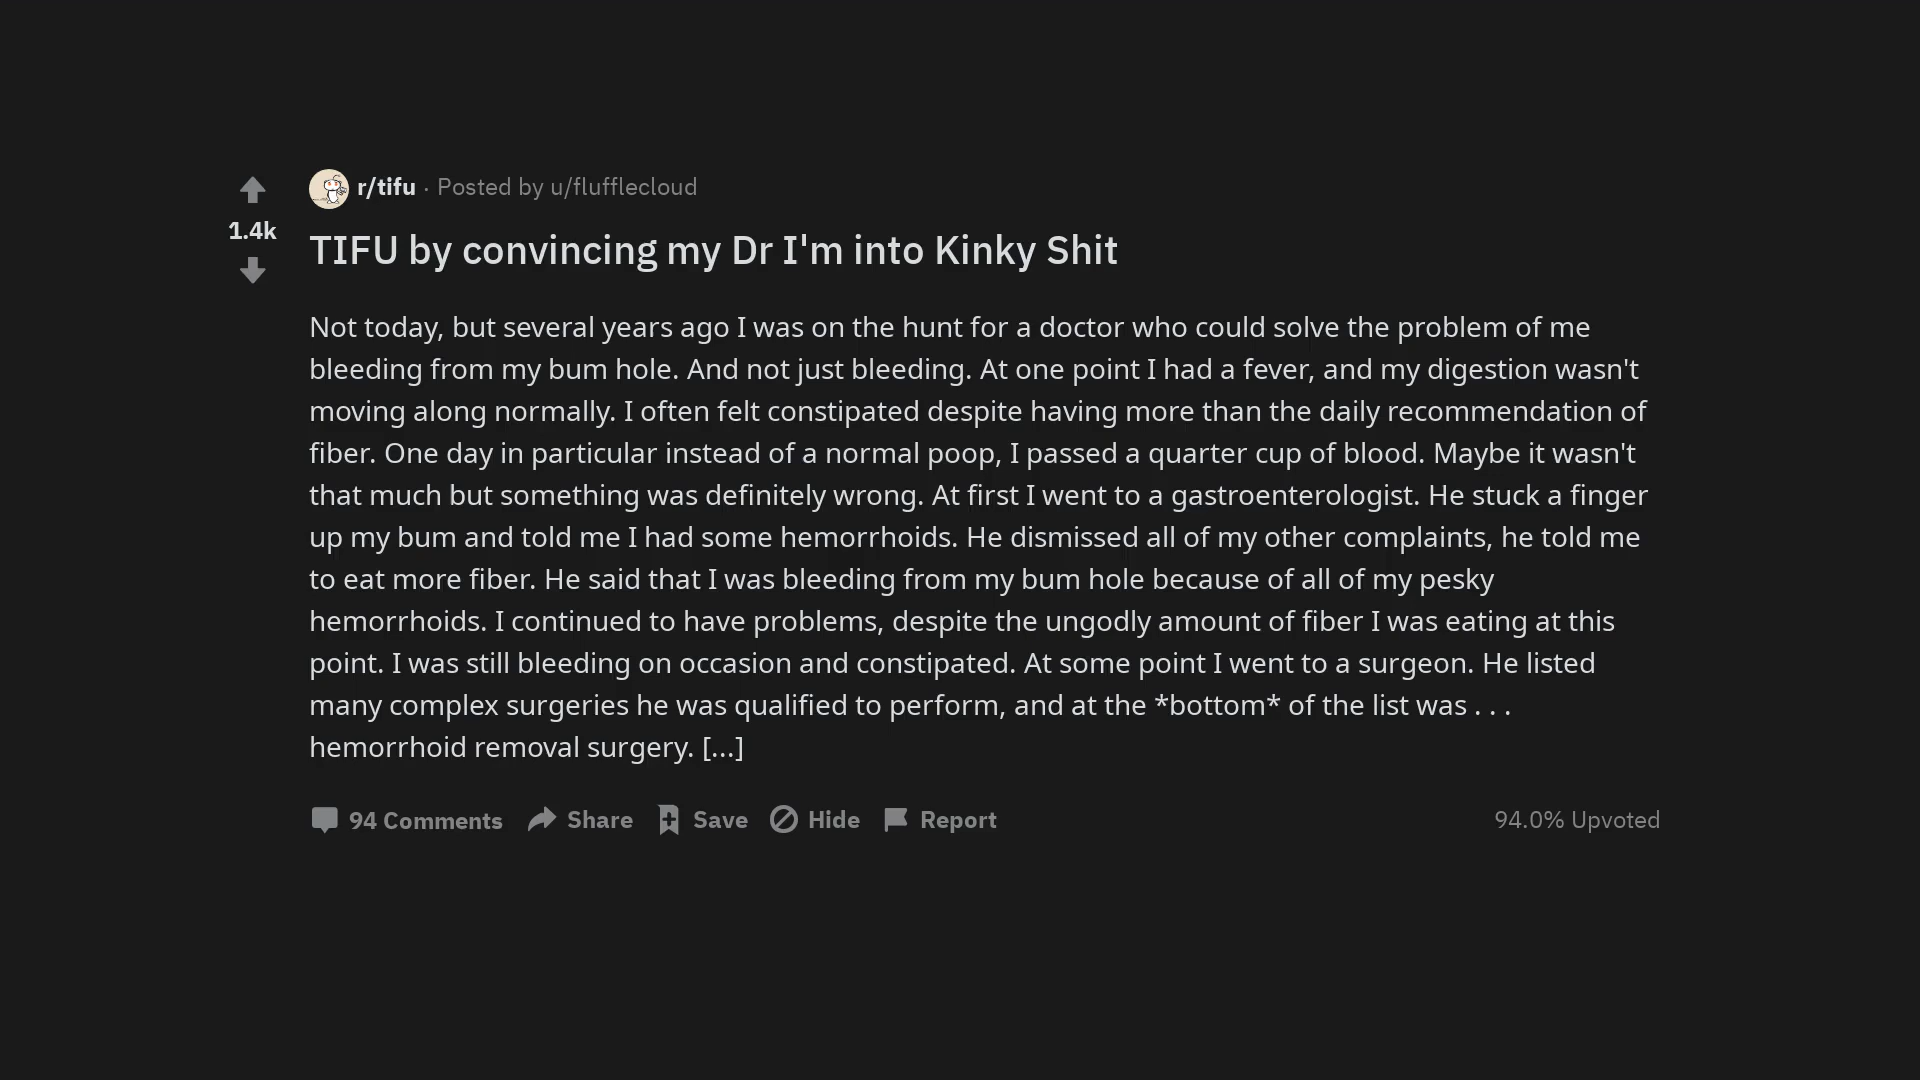 r/tifu · Posted by u/flufflecloud
1.4k
TIFU by convincing my Dr I'm into Kinky Shit
Not today, but several years ago I was on the hunt for a doctor who could solve the problem of me
bleeding from my bum hole. And not just bleeding. At one point I had a fever, and my digestion wasn't
moving along normally. I often felt constipated despite having more than the daily recommendation of
fiber. One day in particular instead of a normal poop, I passed a quarter cup of blood. Maybe it wasn't
that much but something was definitely wrong. At first I went to a gastroenterologist. He stuck a finger
up my bum and told me I had some hemorrhoids. He dismissed all of my other complaints, he told me
to eat more fiber. He said that I was bleeding from my bum hole because of all of my pesky
hemorrhoids. I continued to have problems, despite the ungodly amount of fiber I was eating at this
point. I was still bleeding on occasion and constipated. At some point I went to a surgeon. He listed
many complex surgeries he was qualified to perform, and at the *bottom* of the list was . . .
hemorrhoid removal surgery. [...]
94 Comments Share Save Hide Report 94.0% Upvoted